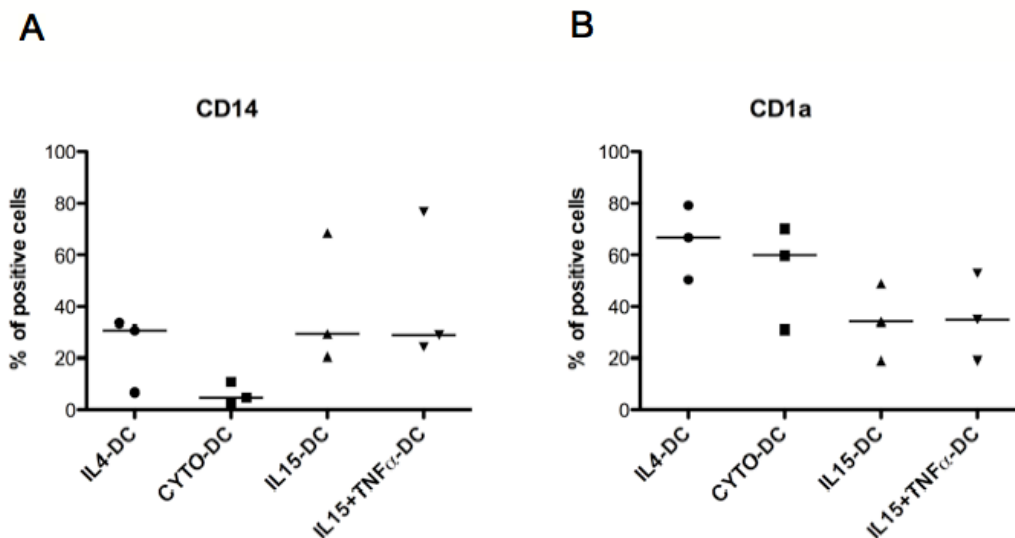 A
B
CD14
CD1a
% of positive cells
100
80
60
40
20
0
IL4-DC
CYTO-DC
IL15-DC
IL15+TNFα-DC
% of positive cells
100
80
60
40
20
0
IL4-DC
CYTO-DC
IL15-DC
IL15+TNFα-DC